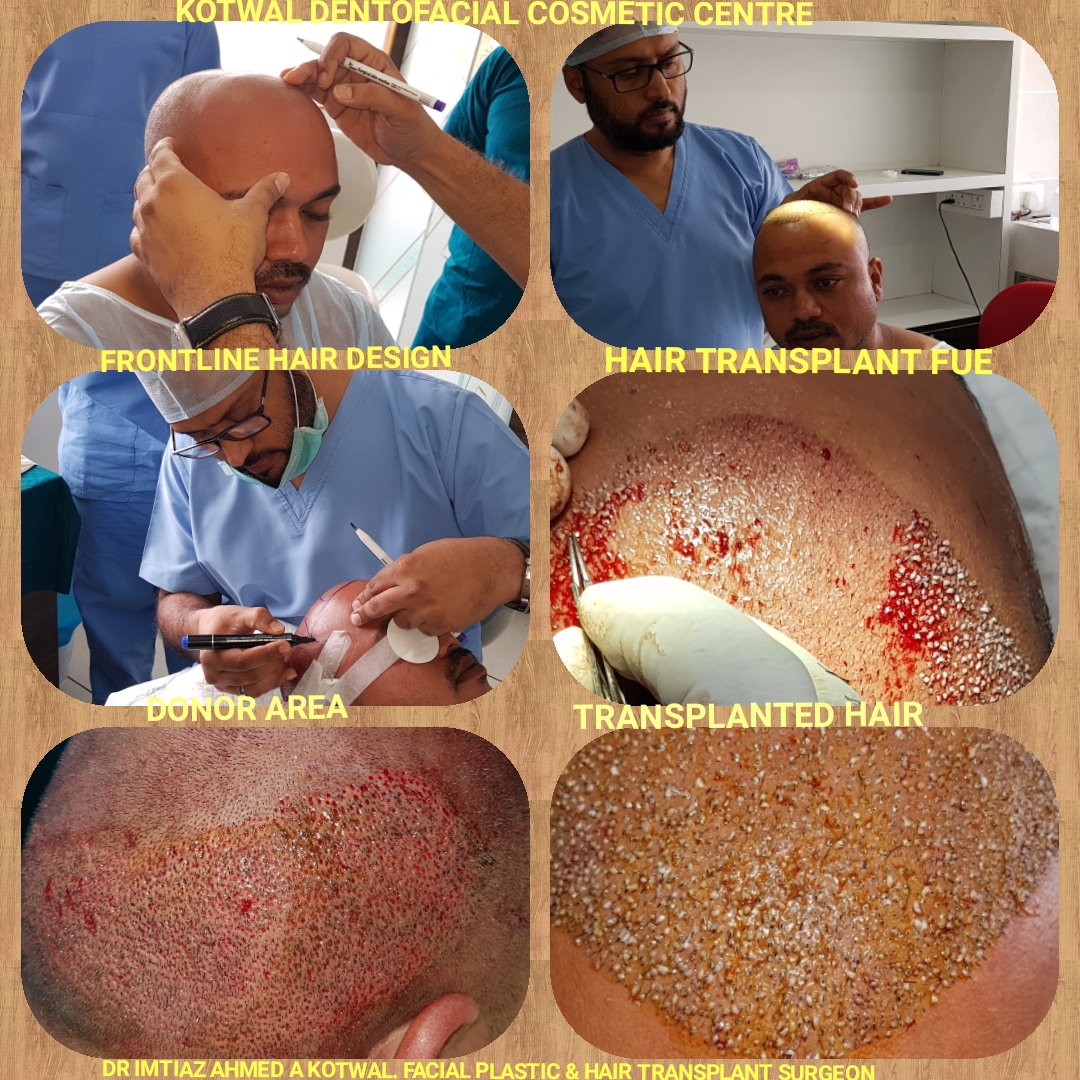 KOTWAL DENTOFACIAL COSMETIC CENTRE
FRONTLINE HAIR DESIGN
HAIR TRANSPLANT FUE
DONOR AREA
TRANSPLANTED HAIR
DR IMTIAZ AHMED A KOTWAL. FACIAL PLASTIC & HAIR TRANSPLANT SURGEON